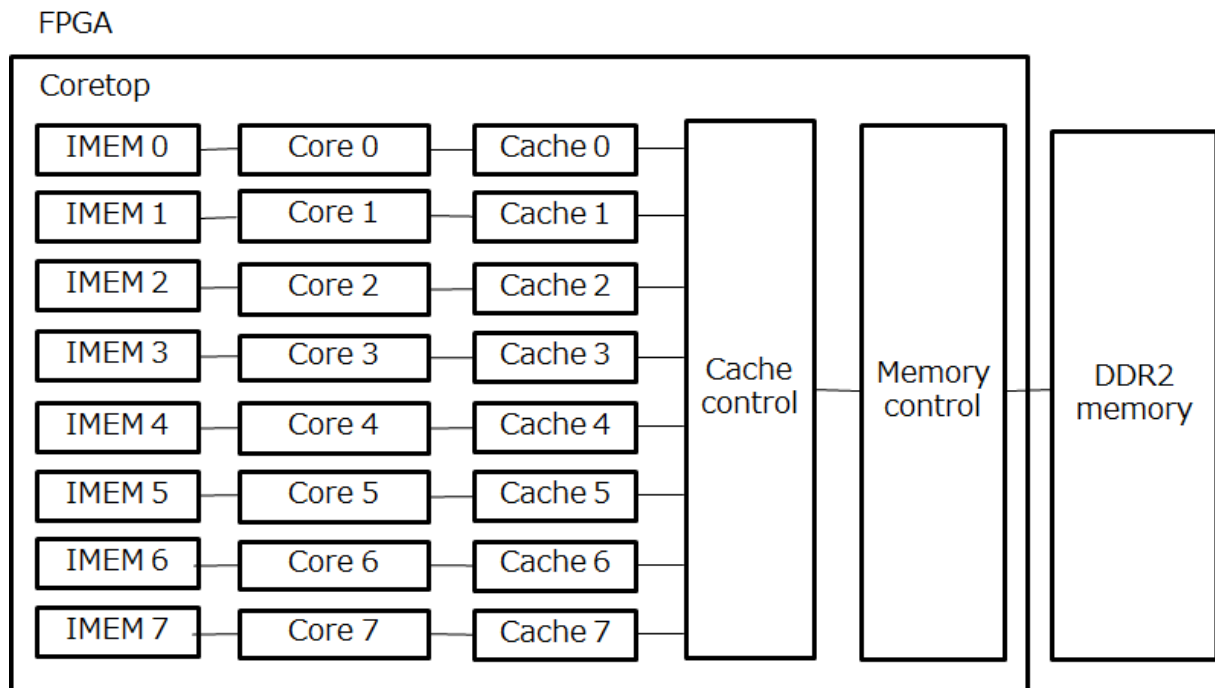 FPGA
Coretop
IMEM 0
Core 0
Cache 0
IMEM 1
Core 1
Cache 1
IMEM 2
Core 2
Cache 2
IMEM 3
Core 3
Cache 3
IMEM 4
Core 4
Cache 4
IMEM 5
Core 5
Cache 5
IMEM 6
Core 6
Cache 6
IMEM 7
Core 7
Cache 7
Cache
control
Memory
control
DDR2
memory